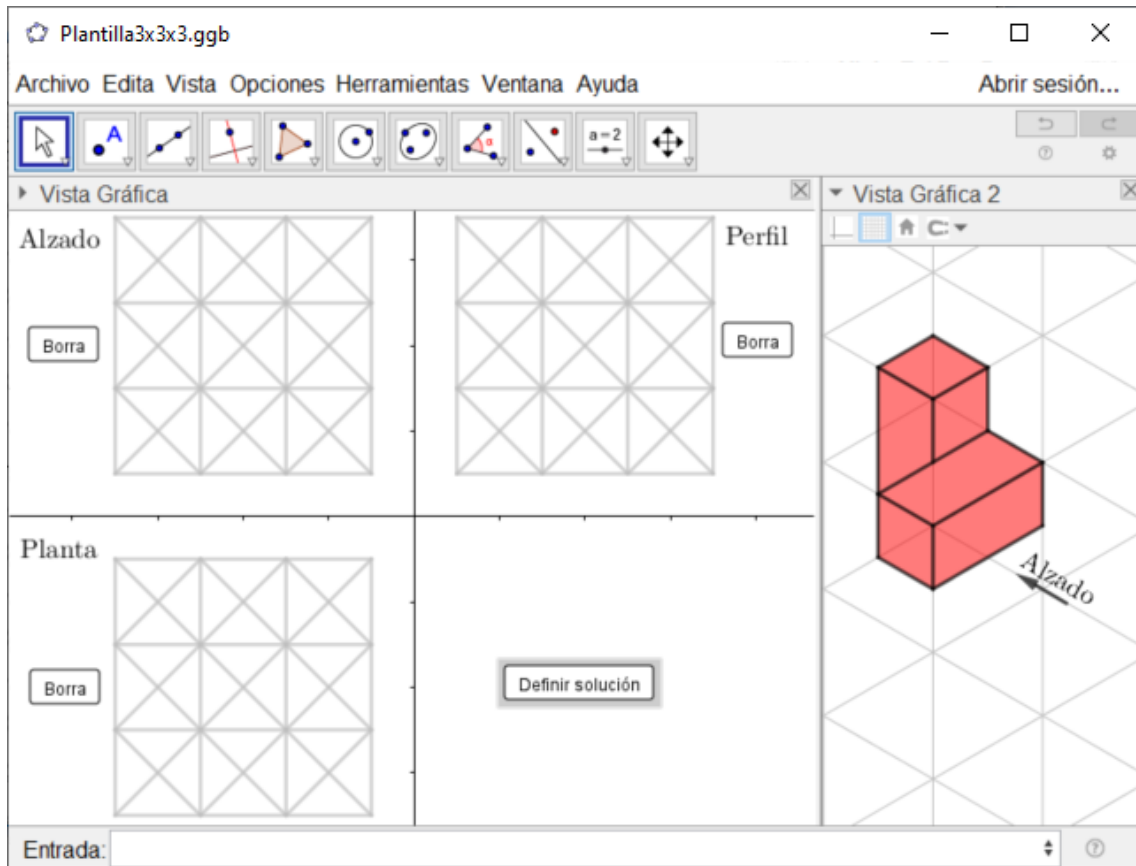 Plantilla3x3x3.ggb
Archivo Edita Vista Opciones Herramientas Ventana Ayuda Abrir sesión...
A α a=2
Vista Gráfica
Vista Gráfica 2
Alzado
Perfil
Borra
Borra
Alzado
Planta
Borra
Definir solución
Entrada: